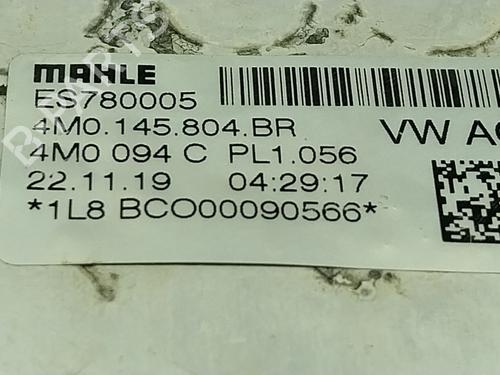 MAHLE
ES780005
4M0.145.804.BR VW A
4M0 094 C PL1.056
22.11.19 04:29:17
*1L8 BCO00090566*